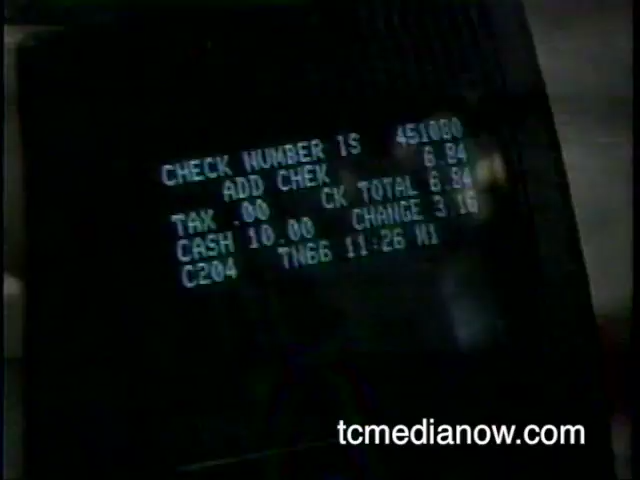 CHECK NUMBER IS 451080
ADD CHEK 6.84
TAX .00 CK TOTAL 6.84
CASH 10.00 CHANGE 3.16
C204 TN66 11:26 M1
tcmedianow.com